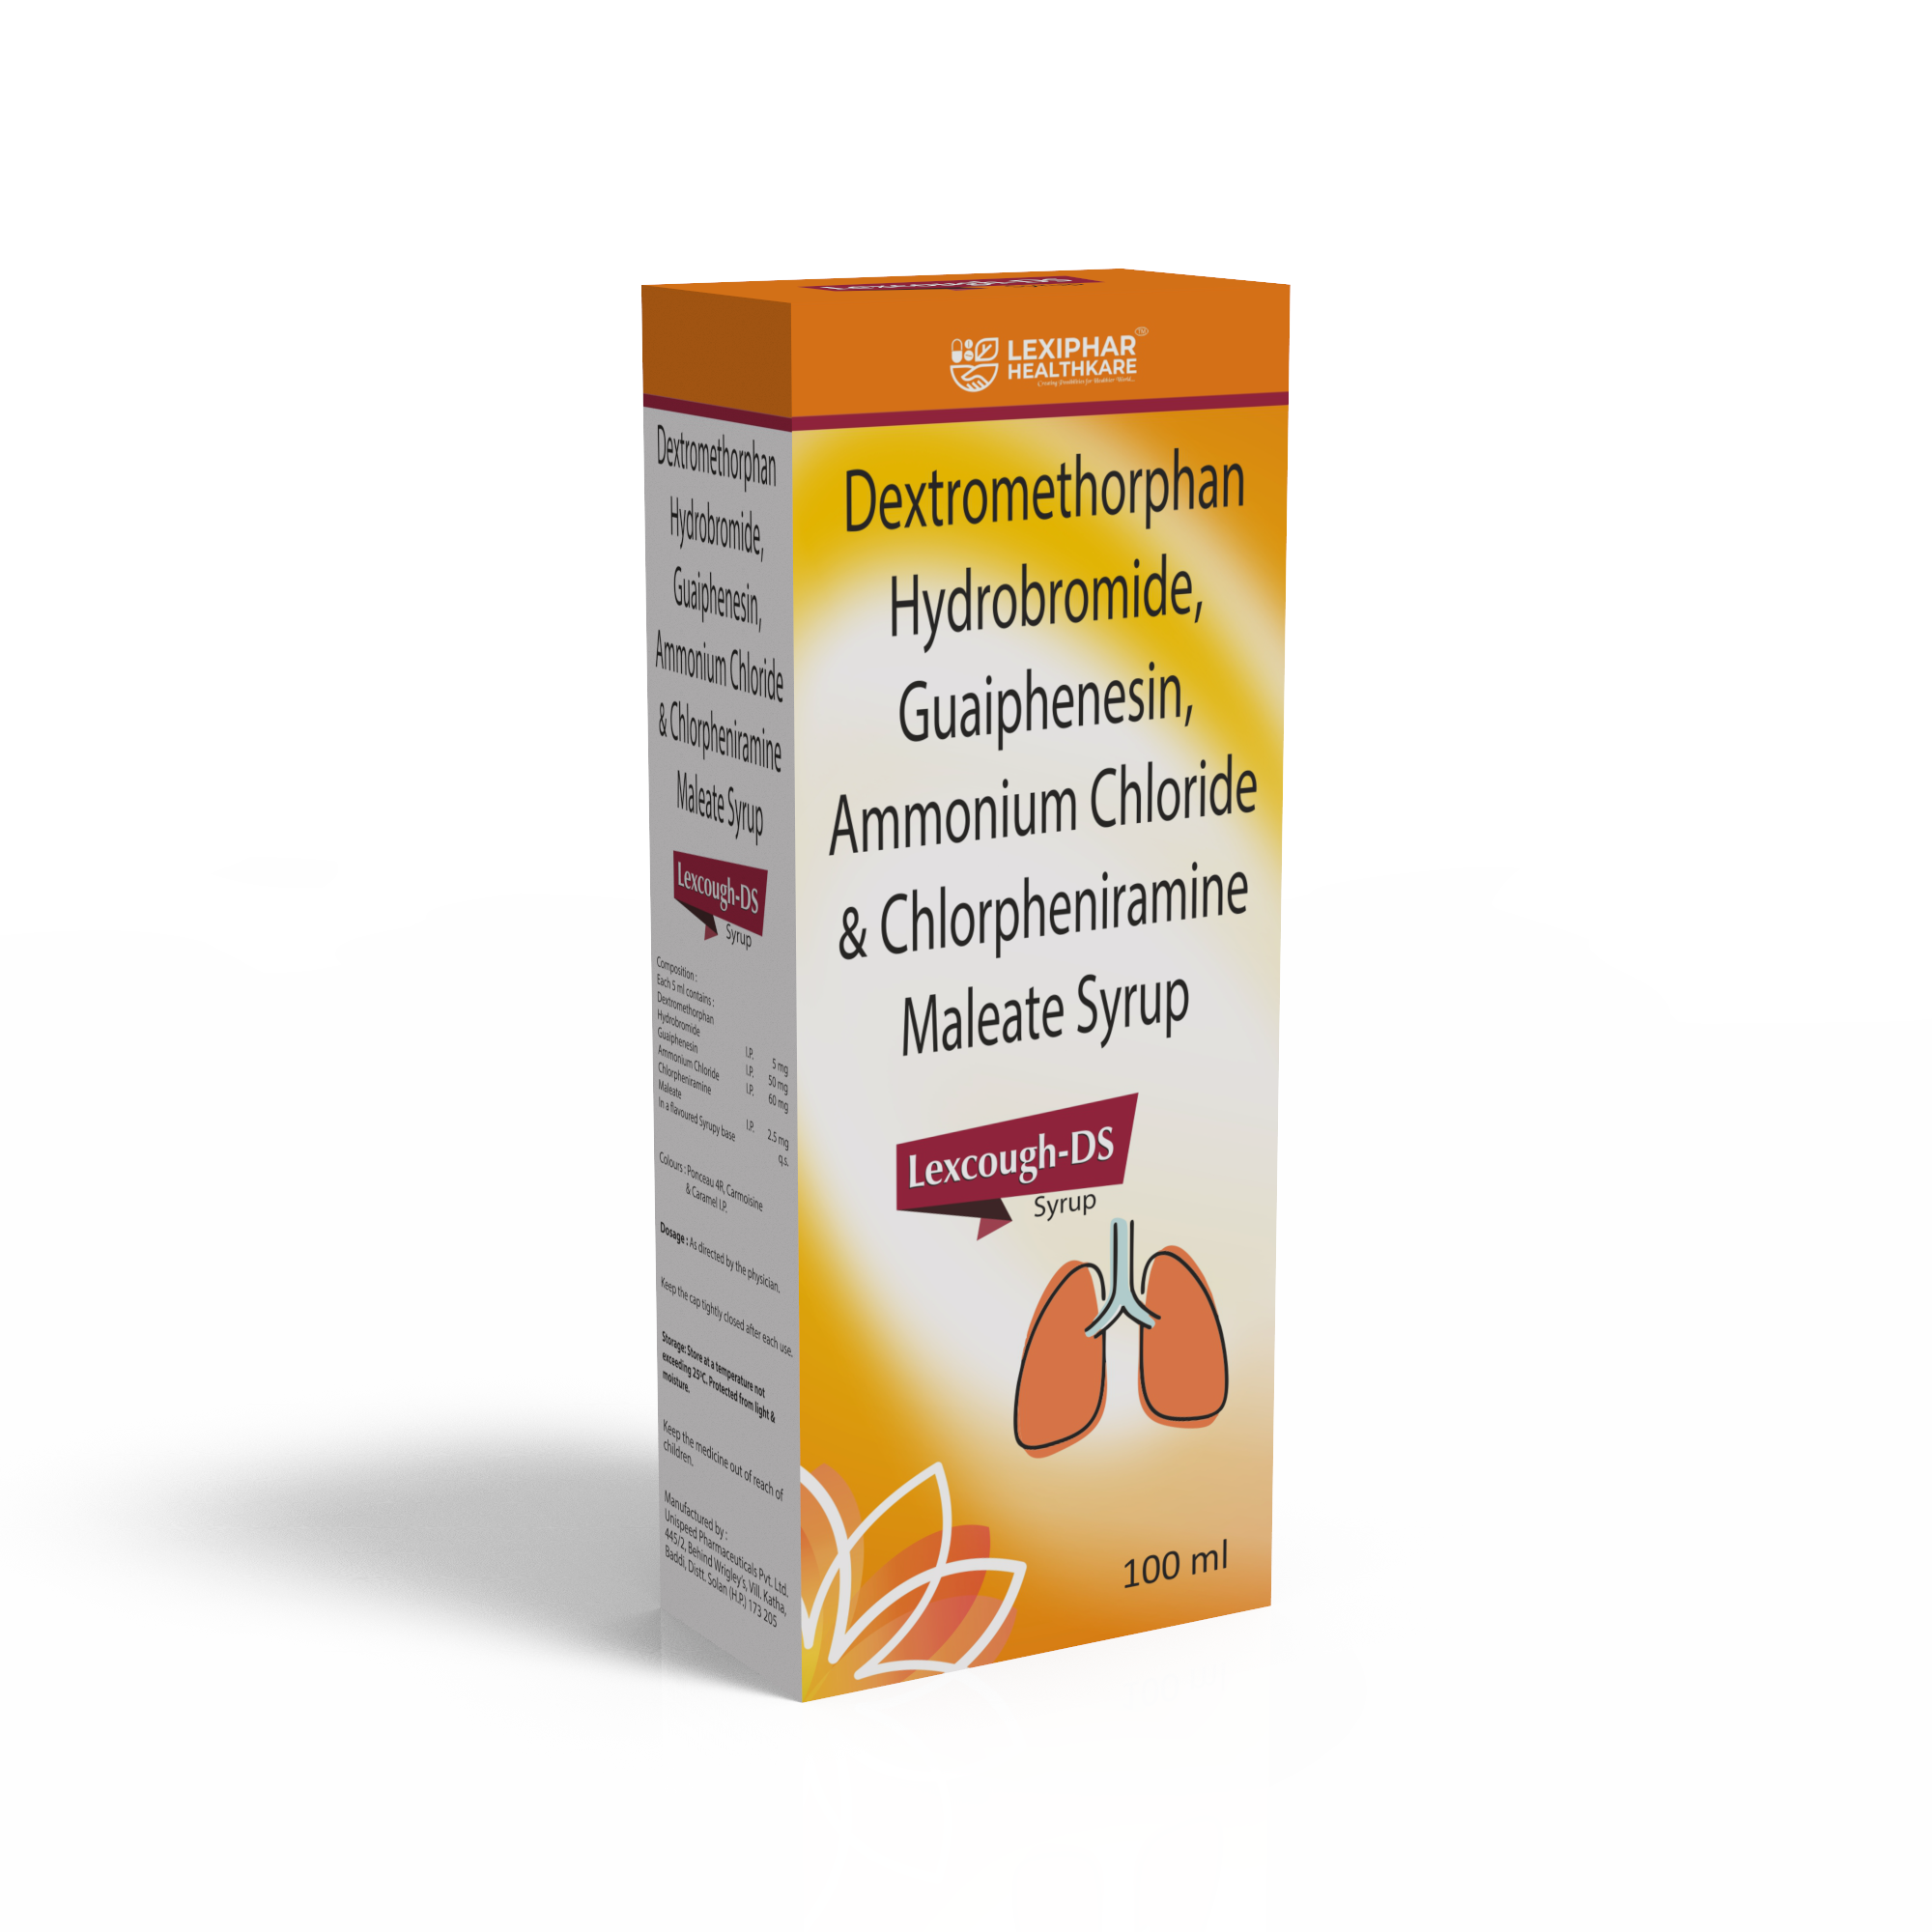 Lexcough-DS
LEXIPHAR™
HEALTHKARE
Dextromethorphan
Hydrobromide,
Guaiphenesin,
Ammonium Chloride
& Chlorpheniramine
Maleate Syrup
Lexcough-DS
Syrup
100 ml
Dextromethorphan
Hydrobromide,
Guaiphenesin,
Ammonium Chloride
& Chlorpheniramine
Maleate Syrup
Lexcough-DS
Syrup
Composition :
Each 5 ml contains :
Dextromethorphan
Hydrobromide I.P. 5 mg
Guaiphenesin I.P. 50 mg
Ammonium Chloride I.P. 60 mg
Chlorpheniramine
Maleate I.P. 2.5 mg
In a flavoured Syrupy base q.s.
Colours : Ponceau 4R, Carmoisine
& Caramel I.P.
Dosage : As directed by the physician.
Keep the cap tightly closed after each use.
Storage: Store at a temperature not
exceeding 25°C. Protected from light &
moisture.
Keep the medicine out of reach of
children.
Manufactured by :
Unispeed Pharmaceuticals Pvt. Ltd.
445/2, Behind Wrigley's, Vill. Katha,
Baddi, Distt. Solan (H.P.) 173 205